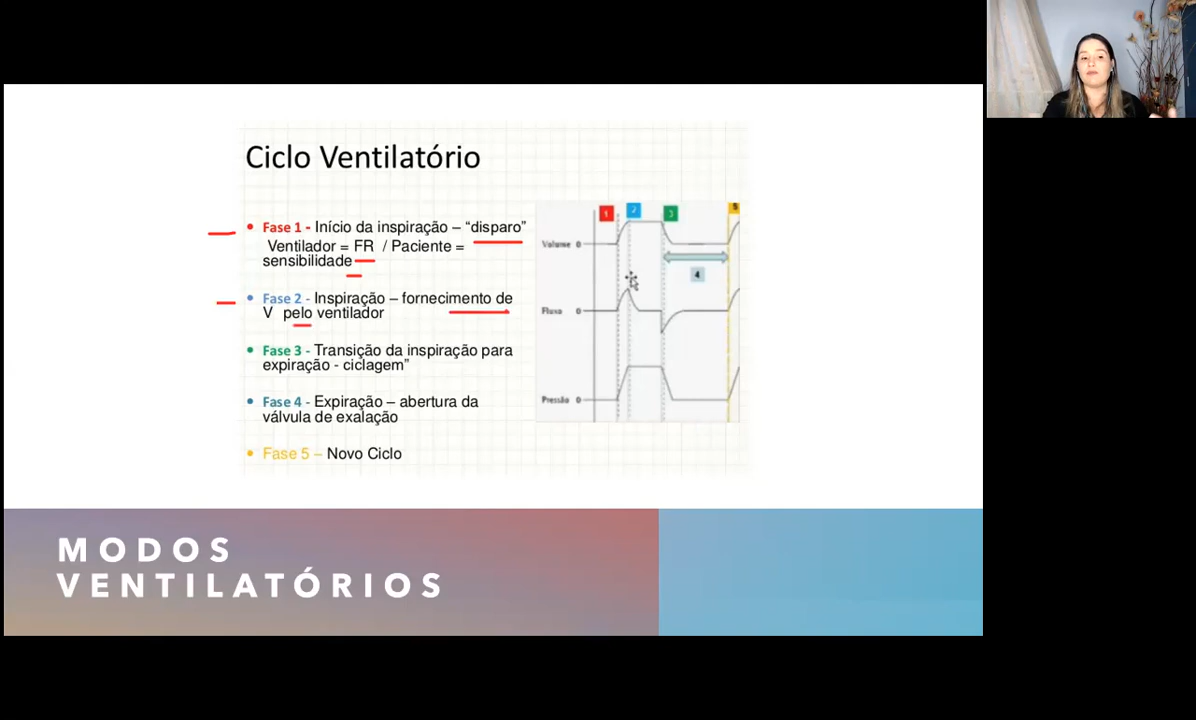 Ciclo Ventilatório
• Fase 1 - Início da inspiração – “disparo”
Ventilador = FR / Paciente =
sensibilidade
• Fase 2 - Inspiração – fornecimento de
V pelo ventilador
• Fase 3 - Transição da inspiração para
expiração - ciclagem”
• Fase 4 - Expiração – abertura da
válvula de exalação
• Fase 5 – Novo Ciclo
1 2 3 5
Volume 0
4
Fluxo 0
Pressão 0
MODOS
VENTILATÓRIOS